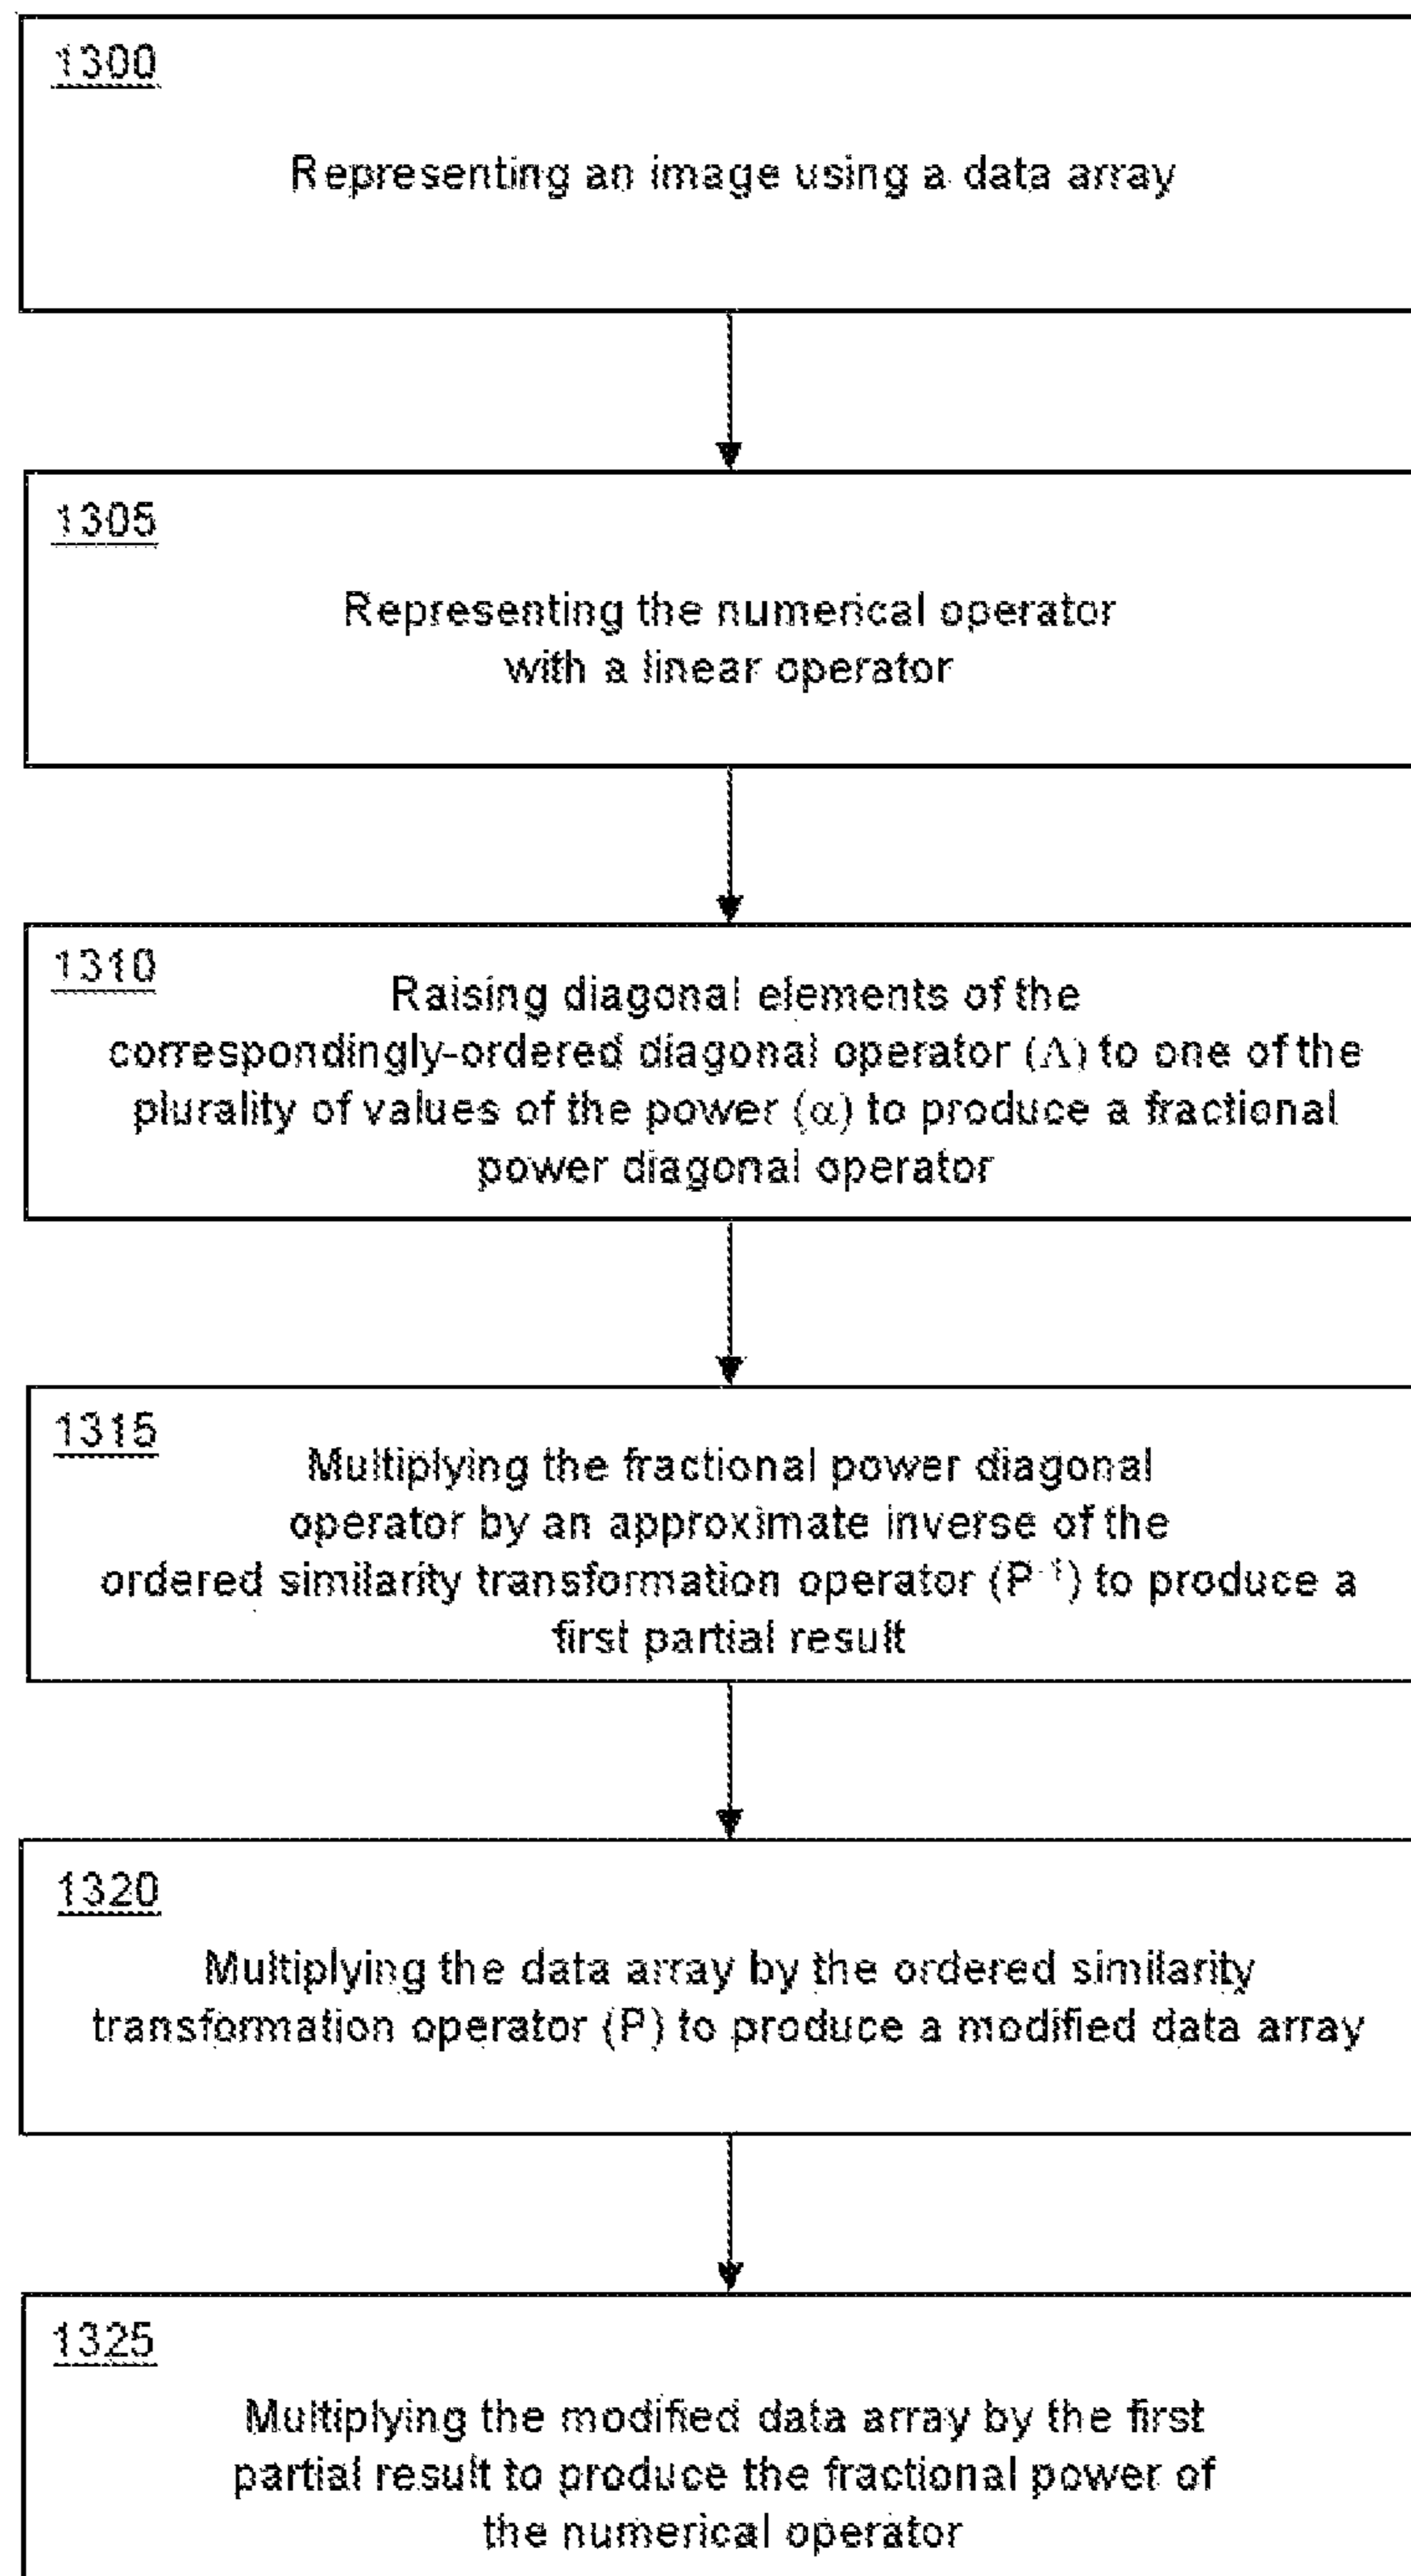 1300
Representing an image using a data array
1305
Representing the numerical operator
with a linear operator
1310
Raising diagonal elements of the
correspondingly-ordered diagonal operator (Λ) to one of the
plurality of values of the power (α) to produce a fractional
power diagonal operator
1315
Multiplying the fractional power diagonal
operator by an approximate inverse of the
ordered similarity transformation operator (P⁻¹) to produce a
first partial result
1320
Multiplying the data array by the ordered similarity
transformation operator (P) to produce a modified data array
1325
Multiplying the modified data array by the first
partial result to produce the fractional power of
the numerical operator